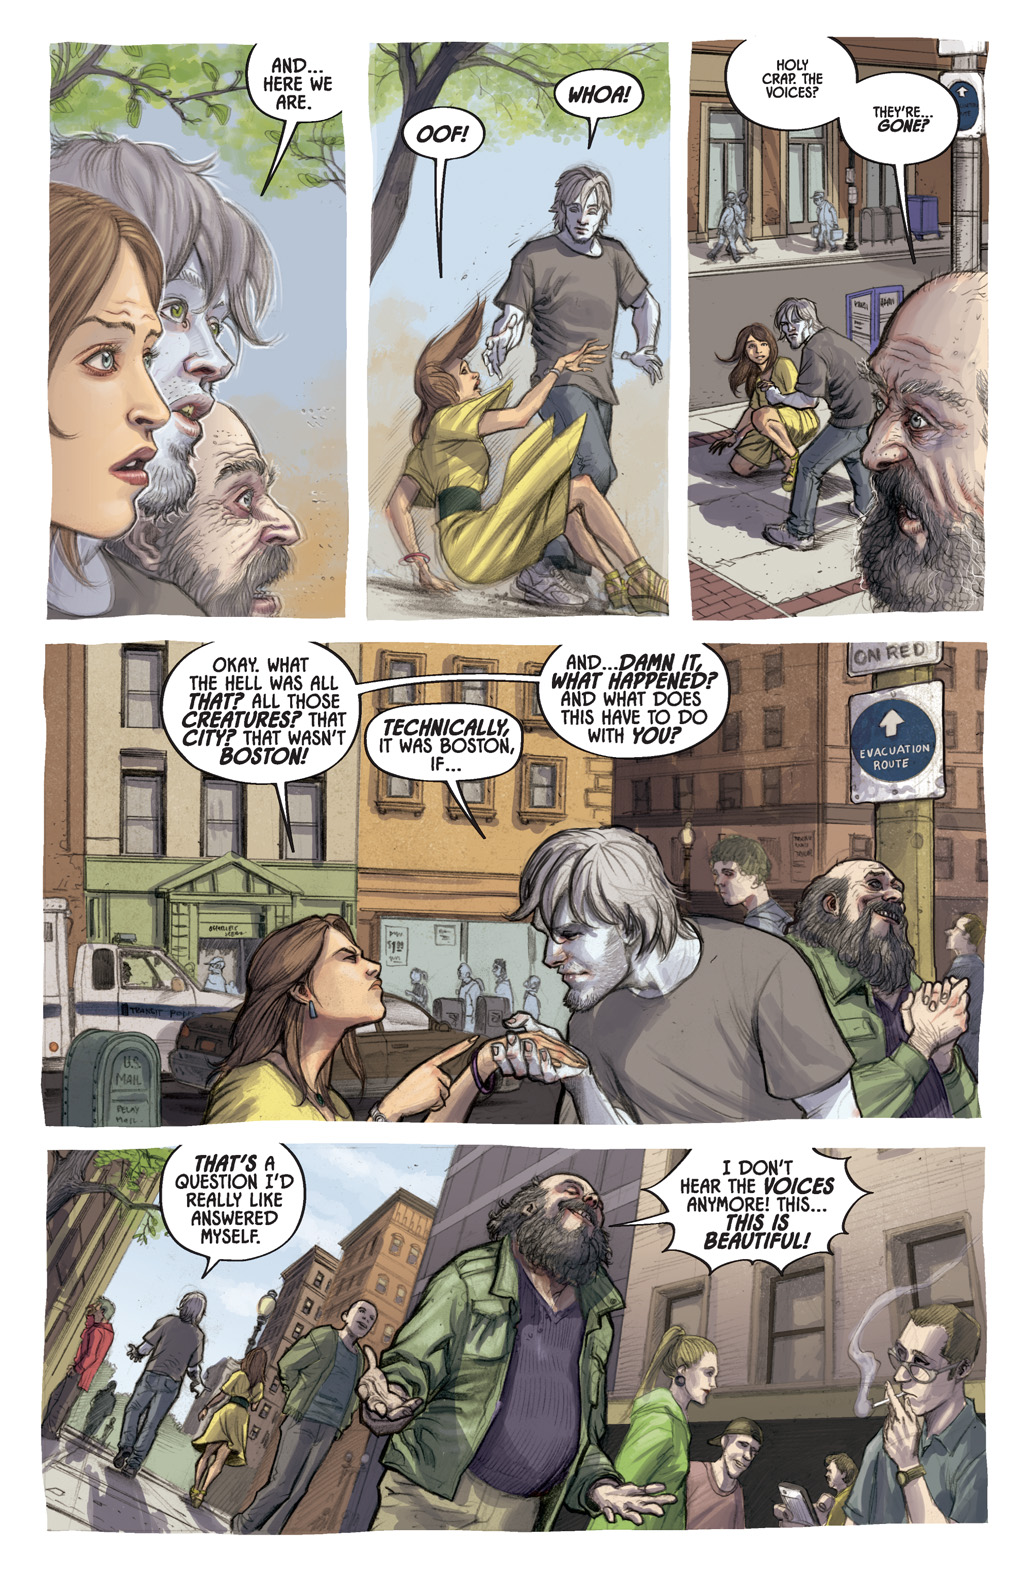 AND...
HERE WE
ARE.
OOF!
WHOA!
HOLY
CRAP. THE
VOICES?
THEY'RE...
GONE?
OKAY. WHAT
THE HELL WAS ALL
THAT? ALL THOSE
CREATURES? THAT
CITY? THAT WASN'T
BOSTON!
TECHNICALLY,
IT WAS BOSTON,
IF...
AND...DAMN IT,
WHAT HAPPENED?
AND WHAT DOES
THIS HAVE TO DO
WITH YOU?
ON RED
EVACUATION
ROUTE
TRANSIT
U.S.
MAIL
MAIL
THAT'S A
QUESTION I'D
REALLY LIKE
ANSWERED
MYSELF.
I DON'T
HEAR THE VOICES
ANYMORE! THIS...
THIS IS
BEAUTIFUL!